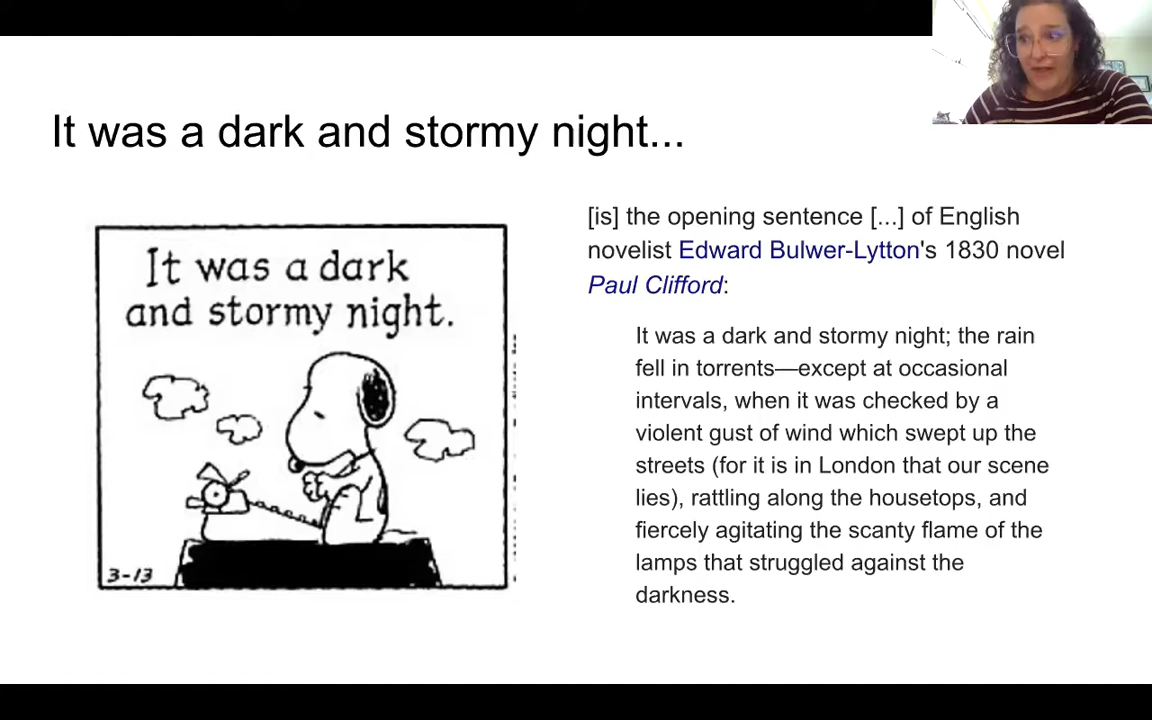 It was a dark and stormy night...
It was a dark
and stormy night.
3-13
[is] the opening sentence [...] of English
novelist Edward Bulwer-Lytton's 1830 novel
Paul Clifford:
It was a dark and stormy night; the rain
fell in torrents—except at occasional
intervals, when it was checked by a
violent gust of wind which swept up the
streets (for it is in London that our scene
lies), rattling along the housetops, and
fiercely agitating the scanty flame of the
lamps that struggled against the
darkness.